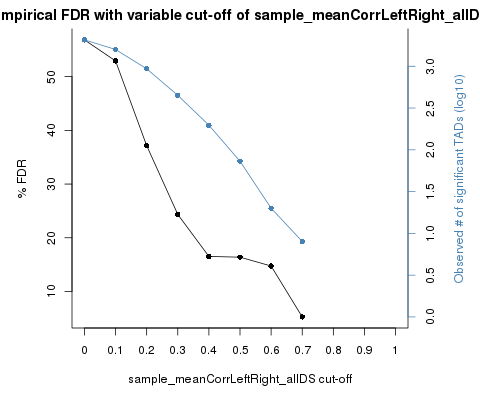 mpirical FDR with variable cut-off of sample_meanCorrLeftRight_allD
% FDR
50
40
30
20
10
3.0
2.5
2.0
1.5
1.0
0.5
0.0
Observed # of significant TADs (log10)
0 0.1 0.2 0.3 0.4 0.5 0.6 0.7 0.8 0.9 1
sample_meanCorrLeftRight_allDS cut-off